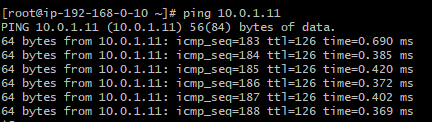 [root@ip-192-168-0-10 ~]# ping 10.0.1.11
PING 10.0.1.11 (10.0.1.11) 56(84) bytes of data.
64 bytes from 10.0.1.11: icmp_seq=183 ttl=126 time=0.690 ms
64 bytes from 10.0.1.11: icmp_seq=184 ttl=126 time=0.385 ms
64 bytes from 10.0.1.11: icmp_seq=185 ttl=126 time=0.420 ms
64 bytes from 10.0.1.11: icmp_seq=186 ttl=126 time=0.372 ms
64 bytes from 10.0.1.11: icmp_seq=187 ttl=126 time=0.402 ms
64 bytes from 10.0.1.11: icmp_seq=188 ttl=126 time=0.369 ms